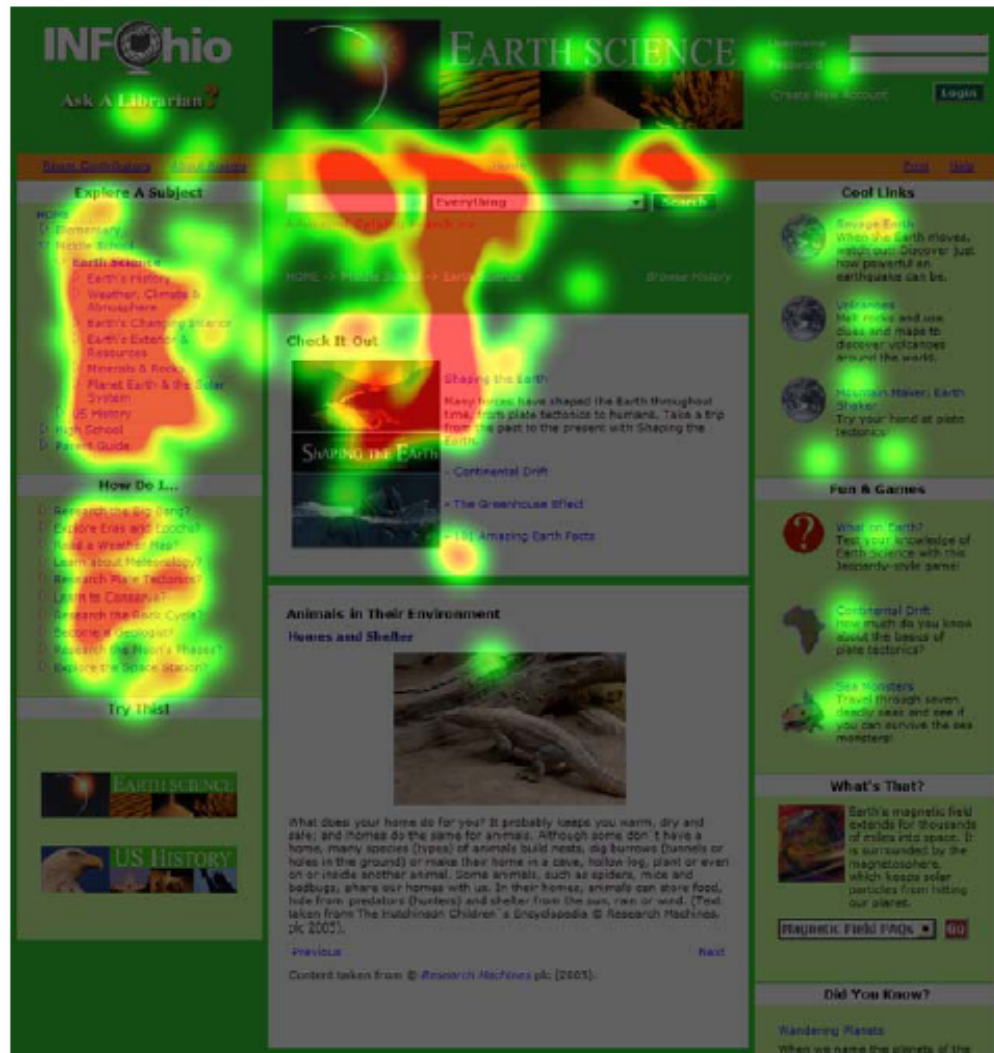 INFOhio
EARTH SCIENCE
Username
Password
Ask A Librarian?
Create New Account
Login
About Science
Home
Print
Help
Explore A Subject
HOME
Elementary
Middle School
Earth Science
Earth's History
Weather, Climate &
Atmosphere
Earth's Changing Interior
Earth's Exterior &
Resources
Minerals & Rocks
Planet Earth & the Solar
System
US History
High School
Parent Guide
How Do I...
Research the Big Bang?
Explore Eras and Epochs?
Read a Weather Map?
Learn about Meteorology?
Research Plate Tectonics?
Learn to Conserve?
Research the Rock Cycle?
Become a Geologist?
Research the Moon's Phases?
Explore the Space Station?
Try This!
EARTH SCIENCE
US HISTORY
Everything
Search
HOME -> Middle School -> Earth Science
Browse History
Check It Out
SHAPING THE EARTH
Shaping the Earth
Many forces have shaped the Earth throughout
time, from plate tectonics to humans. Take a trip
from the past to the present with Shaping the
Earth.
- Continental Drift
- The Greenhouse Effect
- 101 Amazing Earth Facts
Animals in Their Environment
Homes and Shelter
What does your home do for you? It probably keeps you warm, dry and
safe; and homes do the same for animals. Although some don`t have a
home, many species (types) of animals build nests, dig burrows (tunnels or
holes in the ground) or make their home in a cave, hollow log, plant or even
on or inside another animal. Some animals, such as spiders, mice and
bedbugs, share our homes with us. In their homes, animals can store food,
hide from predators (hunters) and shelter from the sun, rain or wind. (Text
taken from The Hutchinson Children`s Encyclopedia © Research Machines,
plc 2005).
Previous
Next
Content taken from © Research Machines plc (2005).
Cool Links
Savage Earth
When the Earth moves,
watch out! Discover just
how powerful an
earthquake can be.
Volcanoes
Melt rocks and use
clues and maps to
discover volcanoes
around the world.
Mountain Maker, Earth
Shaker
Try your hand at plate
tectonics!
Fun & Games
What on Earth?
Test your knowledge of
Earth Science with this
Jeopardy-style game!
Continental Drift
How much do you know
about the basics of
plate tectonics?
Sea Monsters
Travel through seven
deadly seas and see if
you can survive the sea
monsters!
What's That?
Earth's magnetic field
extends for thousands
of miles into space. It
is surrounded by the
magnetosphere,
which keeps solar
particles from hitting
our planet.
Magnetic Field FAQs
GO
Did You Know?
Wandering Planets
When we name the planets of the